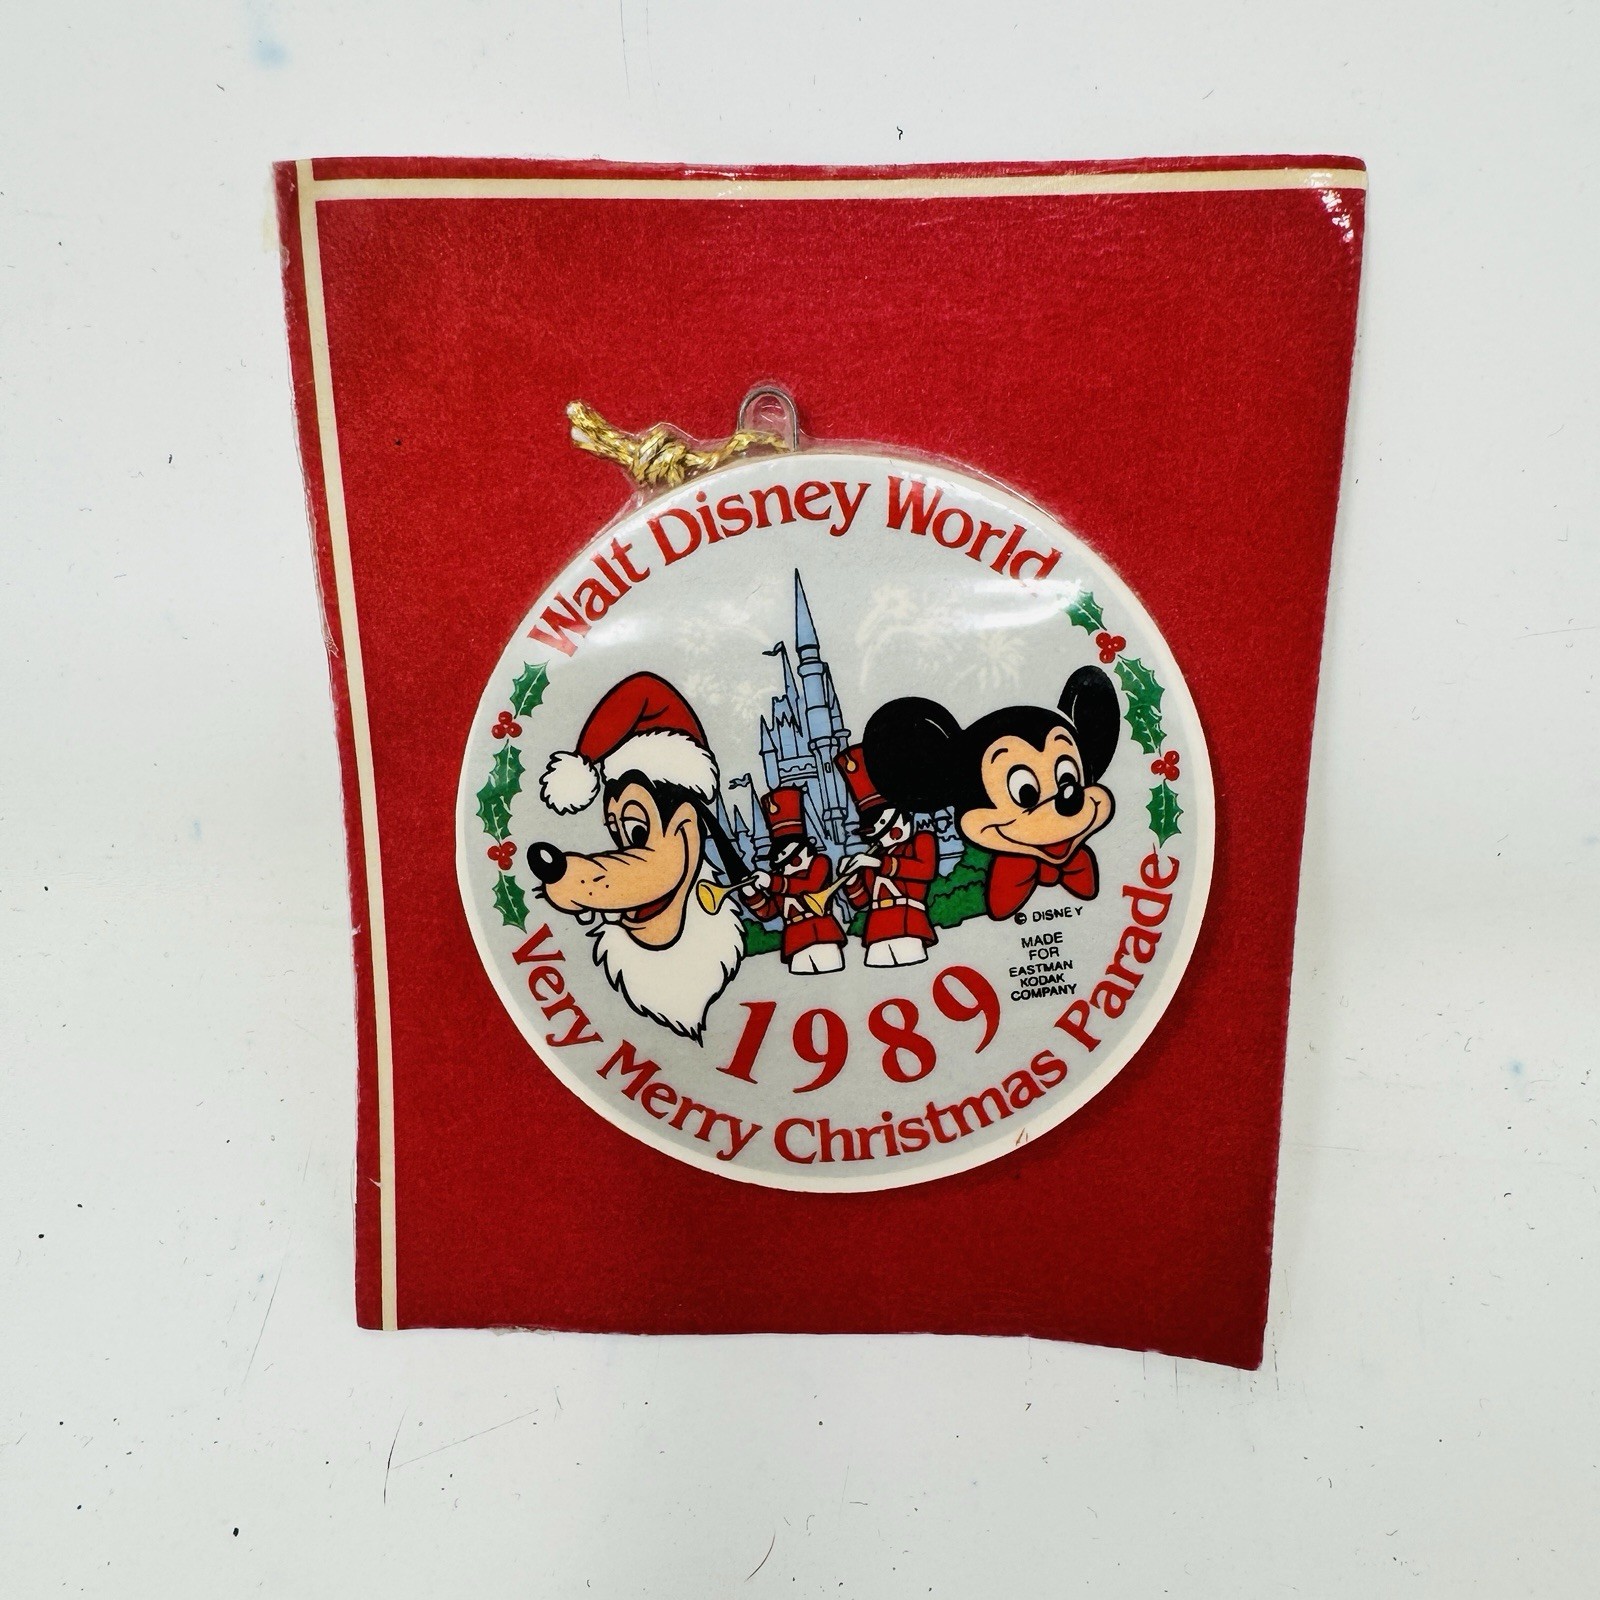 Walt Disney World
© DISNEY
MADE
FOR
EASTMAN
KODAK
COMPANY
1989
Very Merry Christmas Parade